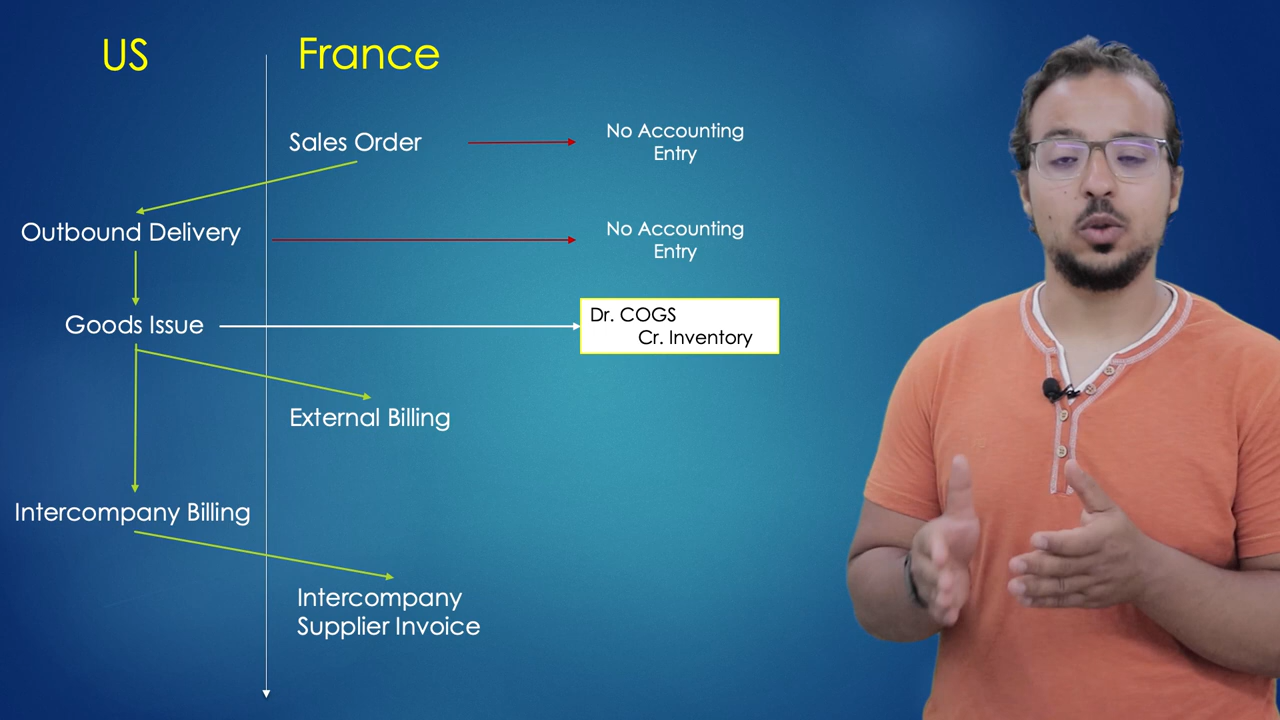 US
France
Sales Order
No Accounting
Entry
Outbound Delivery
No Accounting
Entry
Goods Issue
Dr. COGS
Cr. Inventory
External Billing
Intercompany Billing
Intercompany
Supplier Invoice